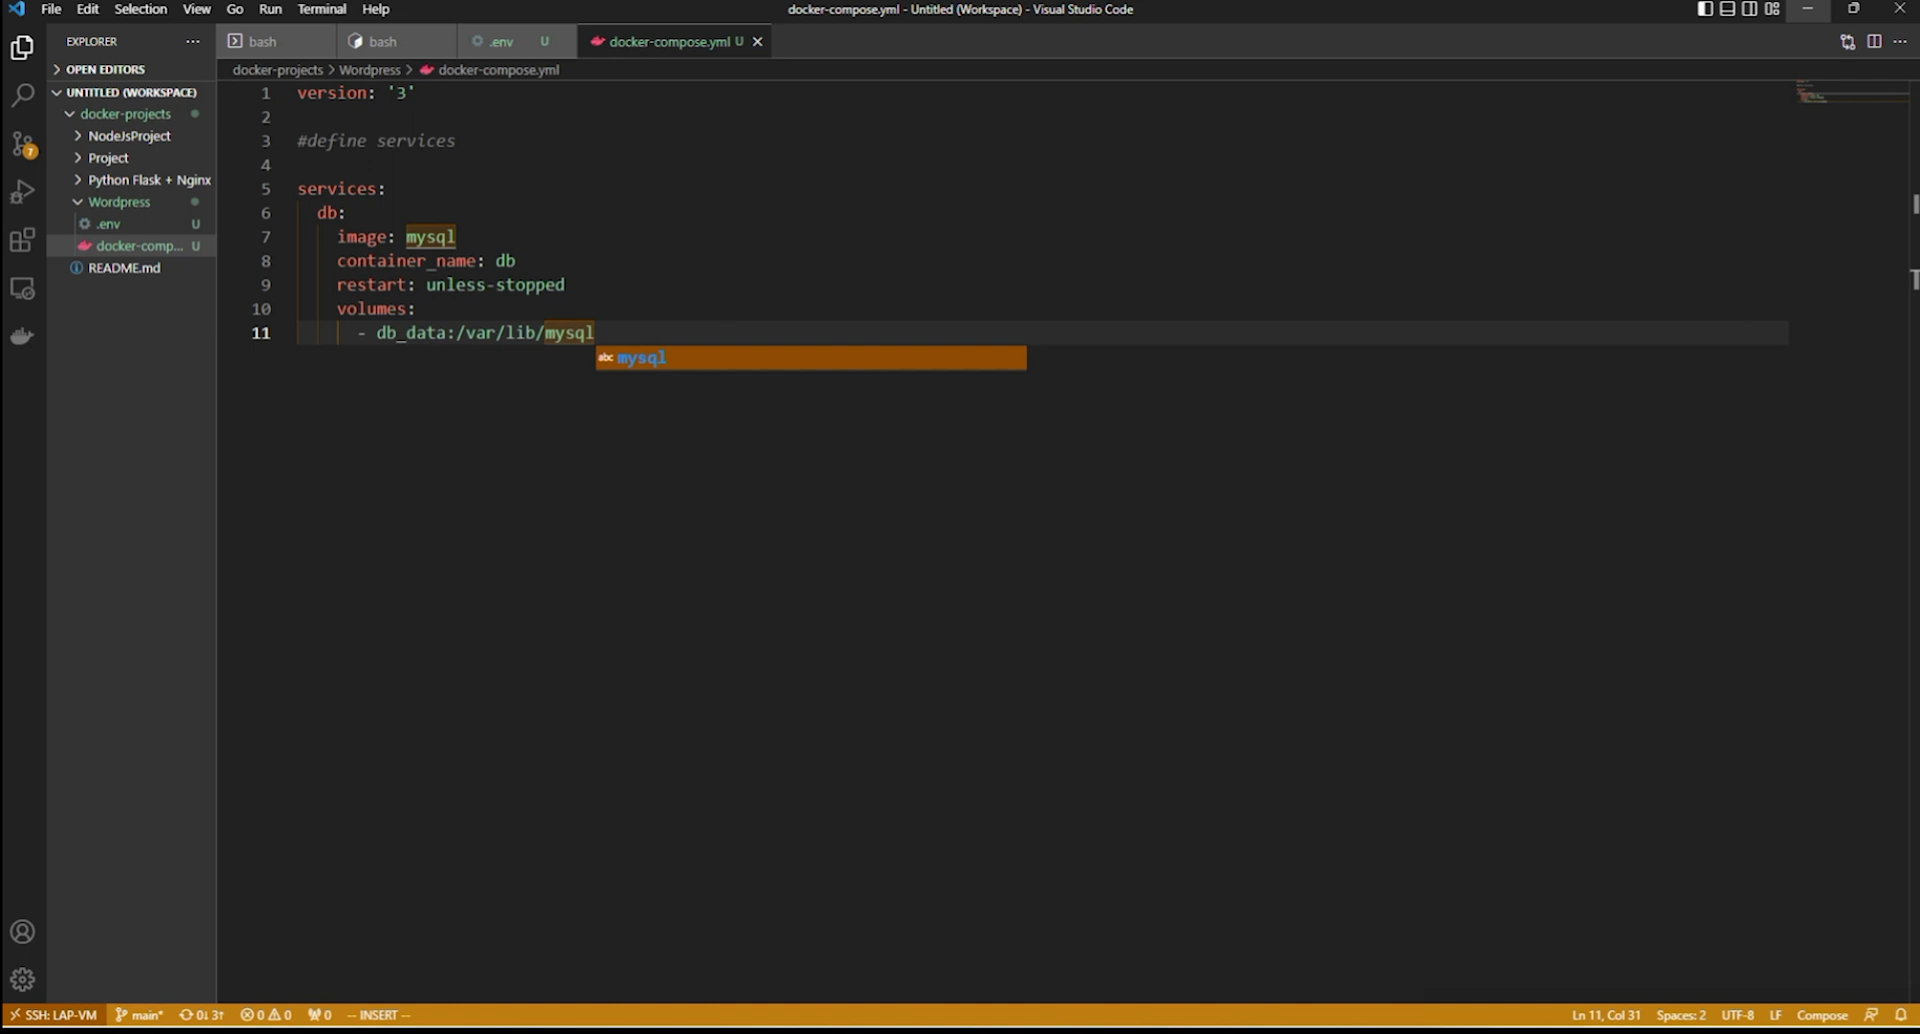 File Edit Selection View Go Run Terminal Help
docker-compose.yml - Untitled (Workspace) - Visual Studio Code
EXPLORER
bash
bash
.env U
docker-compose.yml U
OPEN EDITORS
docker-projects > Wordpress > docker-compose.yml
UNTITLED (WORKSPACE)
docker-projects
NodeJsProject
Project
Python Flask + Nginx
Wordpress
.env U
docker-comp... U
README.md
7
1 version: '3'
2
3 #define services
4
5 services:
6 db:
7 image: mysql
8 container_name: db
9 restart: unless-stopped
10 volumes:
11 - db_data:/var/lib/mysql
abc mysql
SSH: LAP-VM main* 0↓ 3↑ 0 0 0 -- INSERT --
Ln 11, Col 31 Spaces: 2 UTF-8 LF Compose